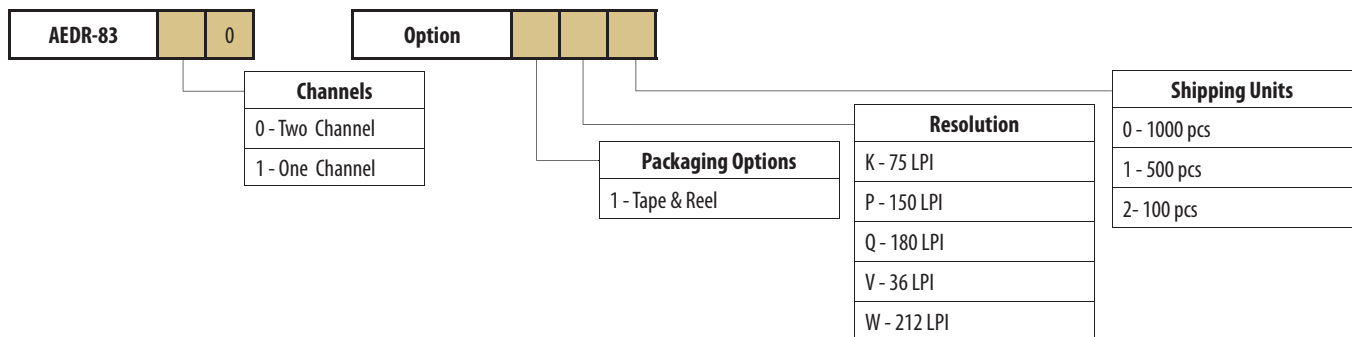 AEDR-83 0 Option
Channels
0 - Two Channel
1 - One Channel
Packaging Options
1 - Tape & Reel
Resolution
K - 75 LPI
P - 150 LPI
Q - 180 LPI
V - 36 LPI
W - 212 LPI
Shipping Units
0 - 1000 pcs
1 - 500 pcs
2- 100 pcs